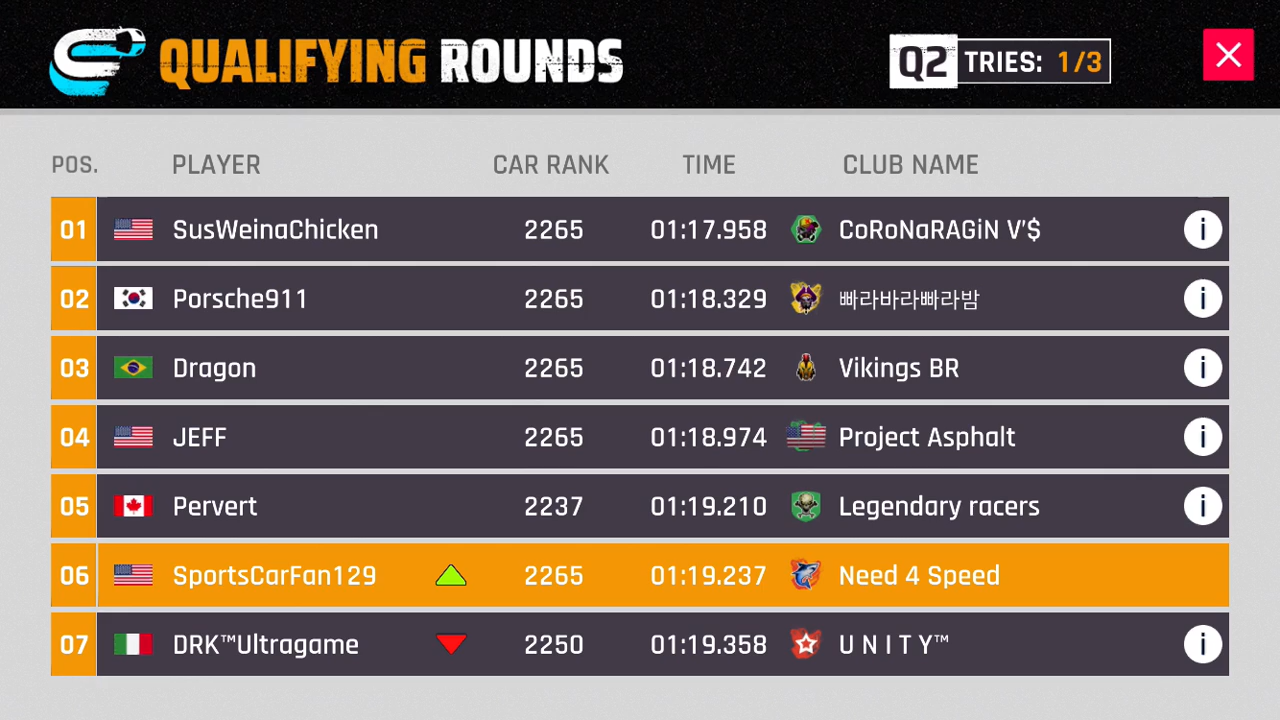 QUALIFYING ROUNDS
Q2 TRIES: 1/3
POS. PLAYER CAR RANK TIME CLUB NAME
01 SusWeinaChicken 2265 01:17.958 CoRoNaRAGiN V'$ i
02 Porsche911 2265 01:18.329 빠라바라빠라밤 i
03 Dragon 2265 01:18.742 Vikings BR i
04 JEFF 2265 01:18.974 Project Asphalt i
05 Pervert 2237 01:19.210 Legendary racers i
06 SportsCarFan129 2265 01:19.237 Need 4 Speed
07 DRK™Ultragame 2250 01:19.358 U N I T Y™ i